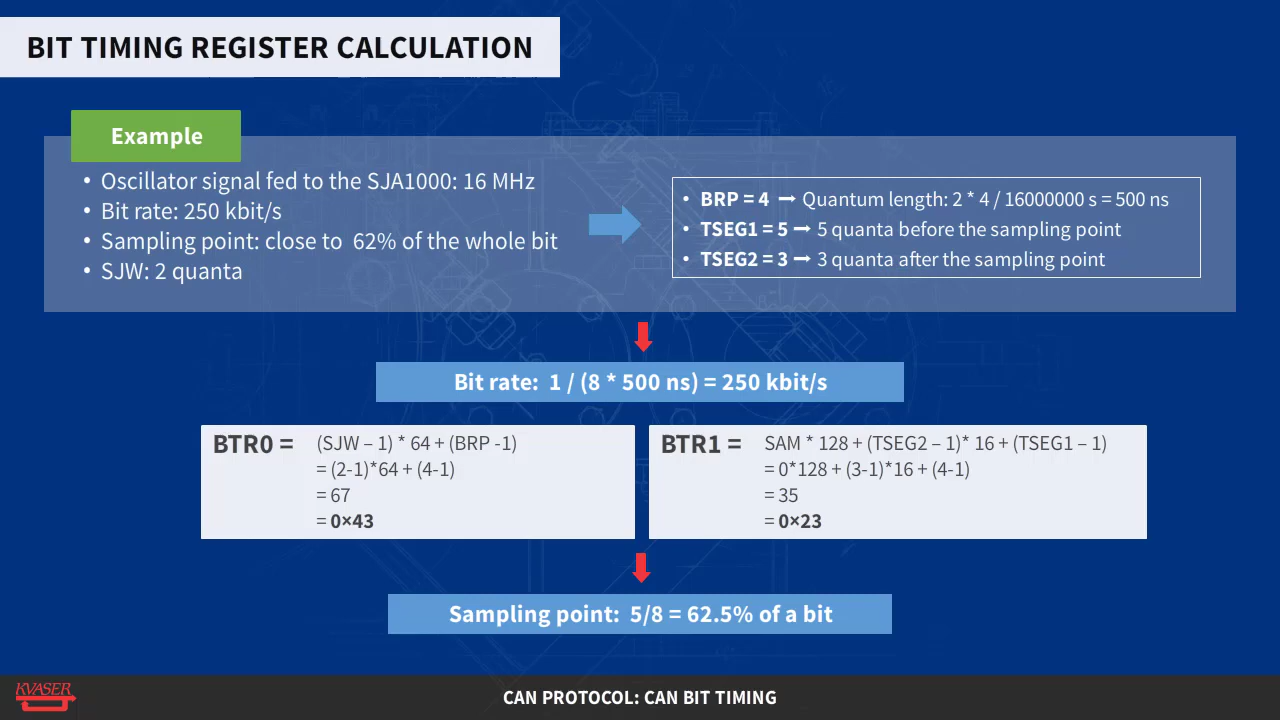 BIT TIMING REGISTER CALCULATION
Example
• Oscillator signal fed to the SJA1000: 16 MHz
• Bit rate: 250 kbit/s
• Sampling point: close to  62% of the whole bit
• SJW: 2 quanta
• BRP = 4 ➞ Quantum length: 2 * 4 / 16000000 s = 500 ns
• TSEG1 = 5 ➞ 5 quanta before the sampling point
• TSEG2 = 3 ➞ 3 quanta after the sampling point
Bit rate:  1 / (8 * 500 ns) = 250 kbit/s
BTR0 = (SJW – 1) * 64 + (BRP -1)
= (2-1)*64 + (4-1)
= 67
= 0×43
BTR1 = SAM * 128 + (TSEG2 – 1)* 16 + (TSEG1 – 1)
= 0*128 + (3-1)*16 + (4-1)
= 35
= 0×23
Sampling point:  5/8 = 62.5% of a bit
KVASER
CAN PROTOCOL: CAN BIT TIMING